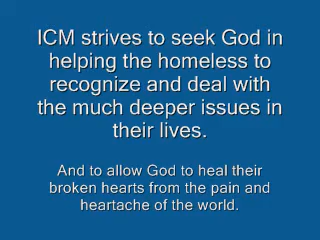 ICM strives to seek God in
helping the homeless to
recognize and deal with
the much deeper issues in
their lives.
And to allow God to heal their
broken hearts from the pain and
heartache of the world.